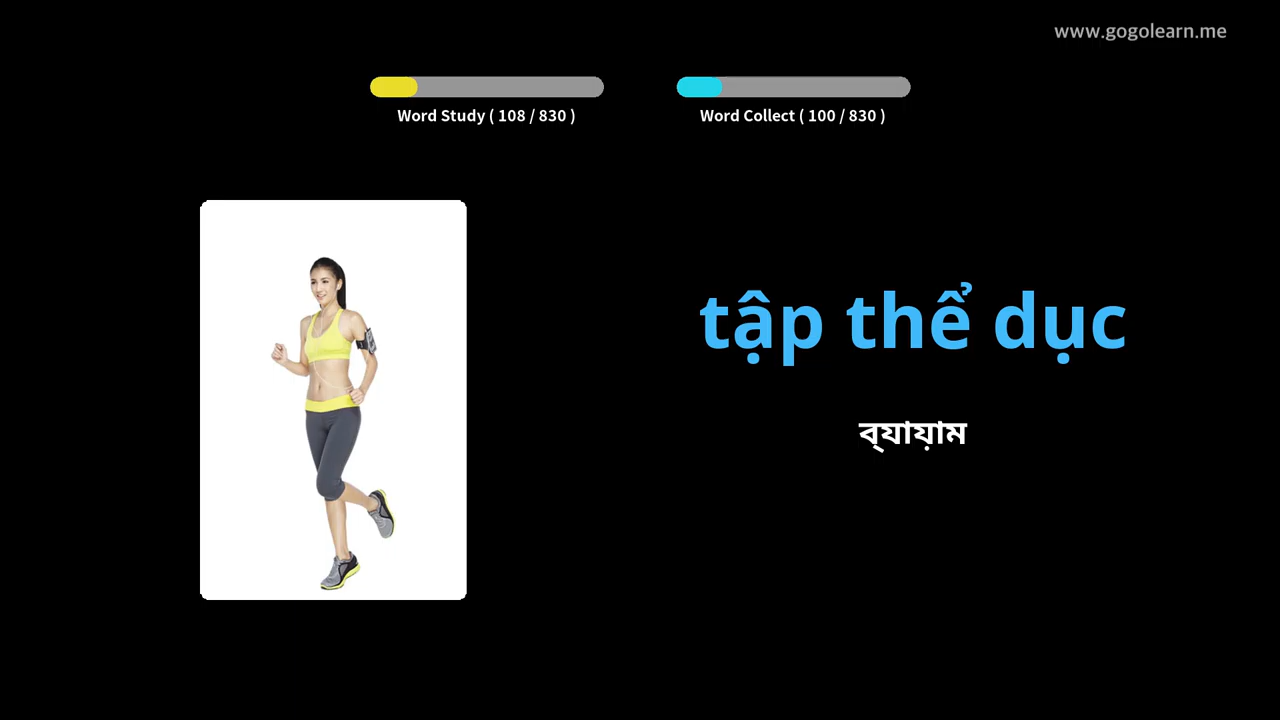 www.gogolearn.me
Word Study ( 108 / 830 )
Word Collect ( 100 / 830 )
tập thể dục
ব্যায়াম